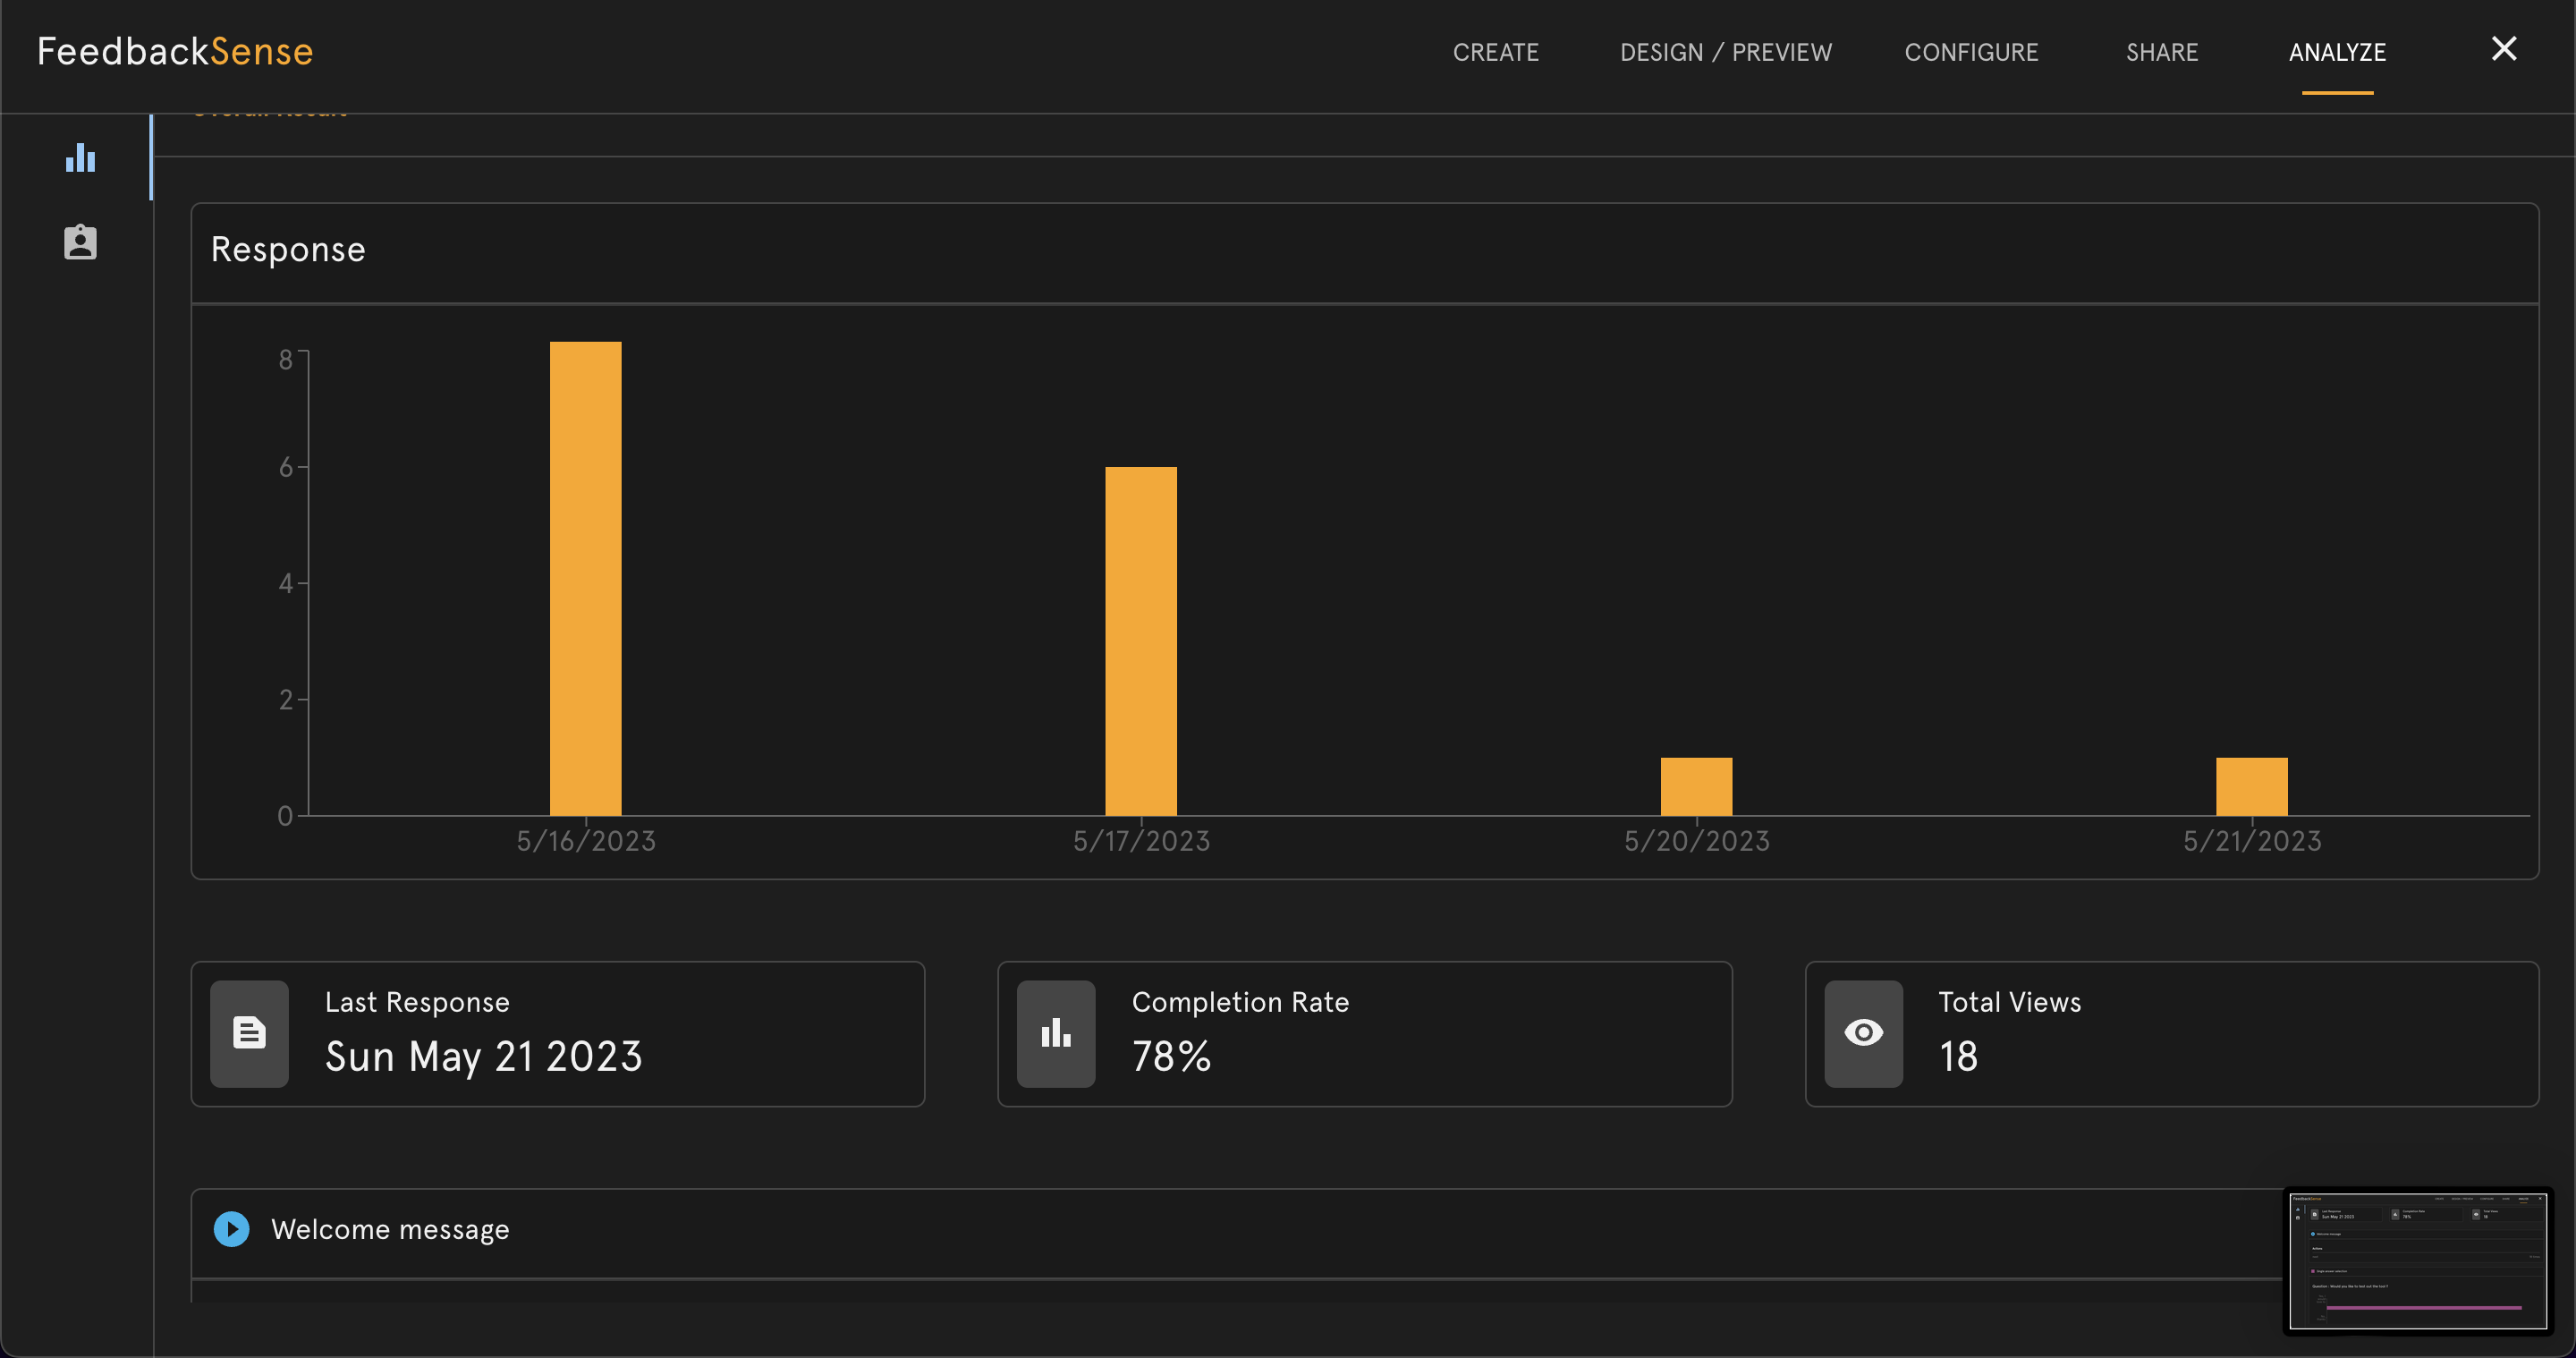 FeedbackSense
CREATE
DESIGN / PREVIEW
CONFIGURE
SHARE
ANALYZE
Response
8
6
4
2
0
5/16/2023
5/17/2023
5/20/2023
5/21/2023
Last Response
Sun May 21 2023
Completion Rate
78%
Total Views
18
Welcome message